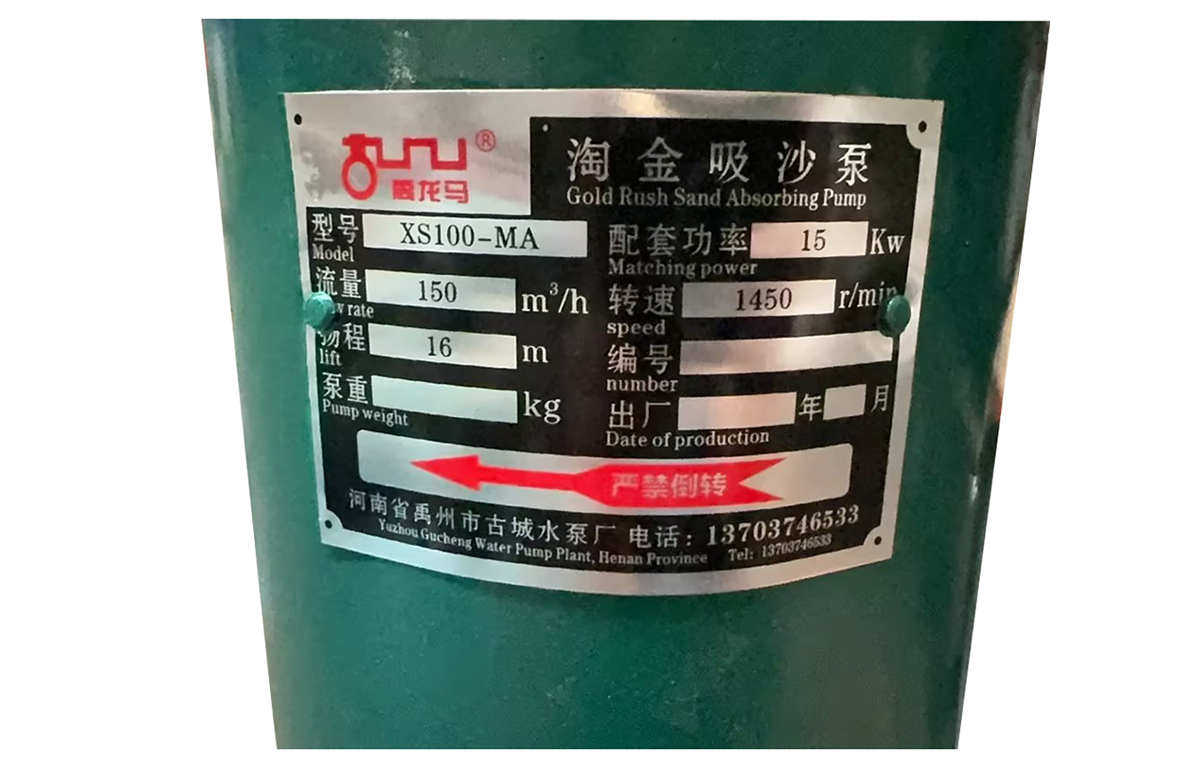 ®
龙马
淘金吸沙泵
Gold Rush Sand Absorbing Pump
型号 XS100-MA
Model
配套功率 15 Kw
Matching power
流量 150 m³/h
rate
转速 1450 r/min
speed
扬程 16 m
lift
编号
number
泵重 kg
Pump weight
出厂 年 月
Date of production
严禁倒转
河南省禹州市古城水泵厂 电话：13703746533
Yuzhou Gucheng Water Pump Plant, Henan Province Tel: 13703746533